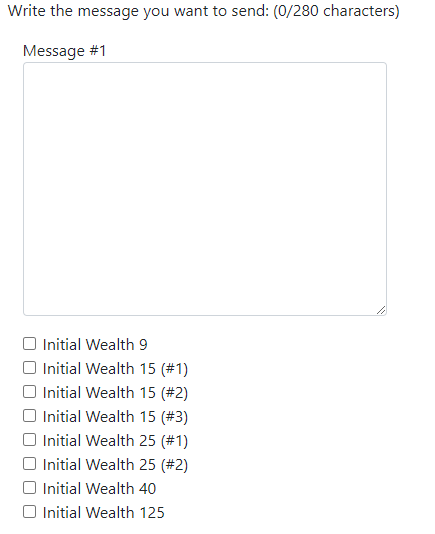 Write the message you want to send: (0/280 characters)
Message #1
Initial Wealth 9
Initial Wealth 15 (#1)
Initial Wealth 15 (#2)
Initial Wealth 15 (#3)
Initial Wealth 25 (#1)
Initial Wealth 25 (#2)
Initial Wealth 40
Initial Wealth 125